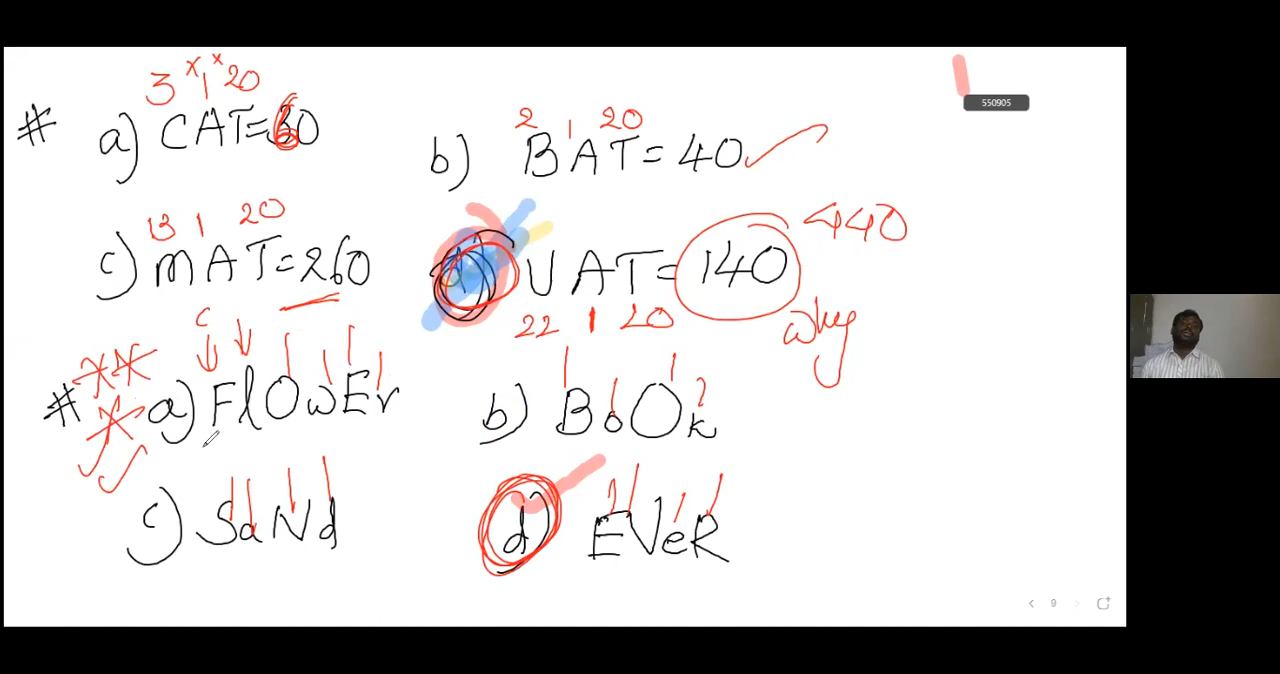 3 x 1 x 20
550905
# a) CAT = 60
2 1 20
b) BAT = 40 ✓
13 1 20
c) MAT = 260
440
d) VAT = 140
22 1 20
why
c
# a) FlOwEr
b) BoOk
c) SaNd
d) EVeR
9